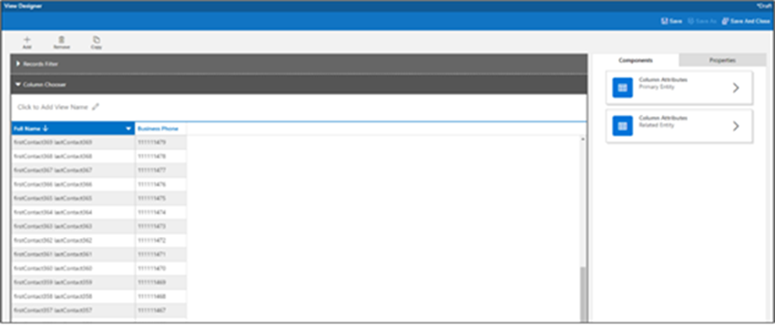 View Designer
*Draft
Save
Save As
Save And Close
Add
Remove
Copy
Records Filter
Column Chooser
Click to Add View Name
Full Name
Business Phone
firstContact069 lastContact069 111111479
firstContact068 lastContact068 111111478
firstContact067 lastContact067 111111477
firstContact066 lastContact066 111111476
firstContact065 lastContact065 111111475
firstContact064 lastContact064 111111474
firstContact063 lastContact063 111111473
firstContact062 lastContact062 111111472
firstContact061 lastContact061 111111471
firstContact060 lastContact060 111111470
firstContact059 lastContact059 111111469
firstContact058 lastContact058 111111468
firstContact057 lastContact057 111111467
Components
Properties
Column Attributes
Primary Entity
Column Attributes
Related Entity